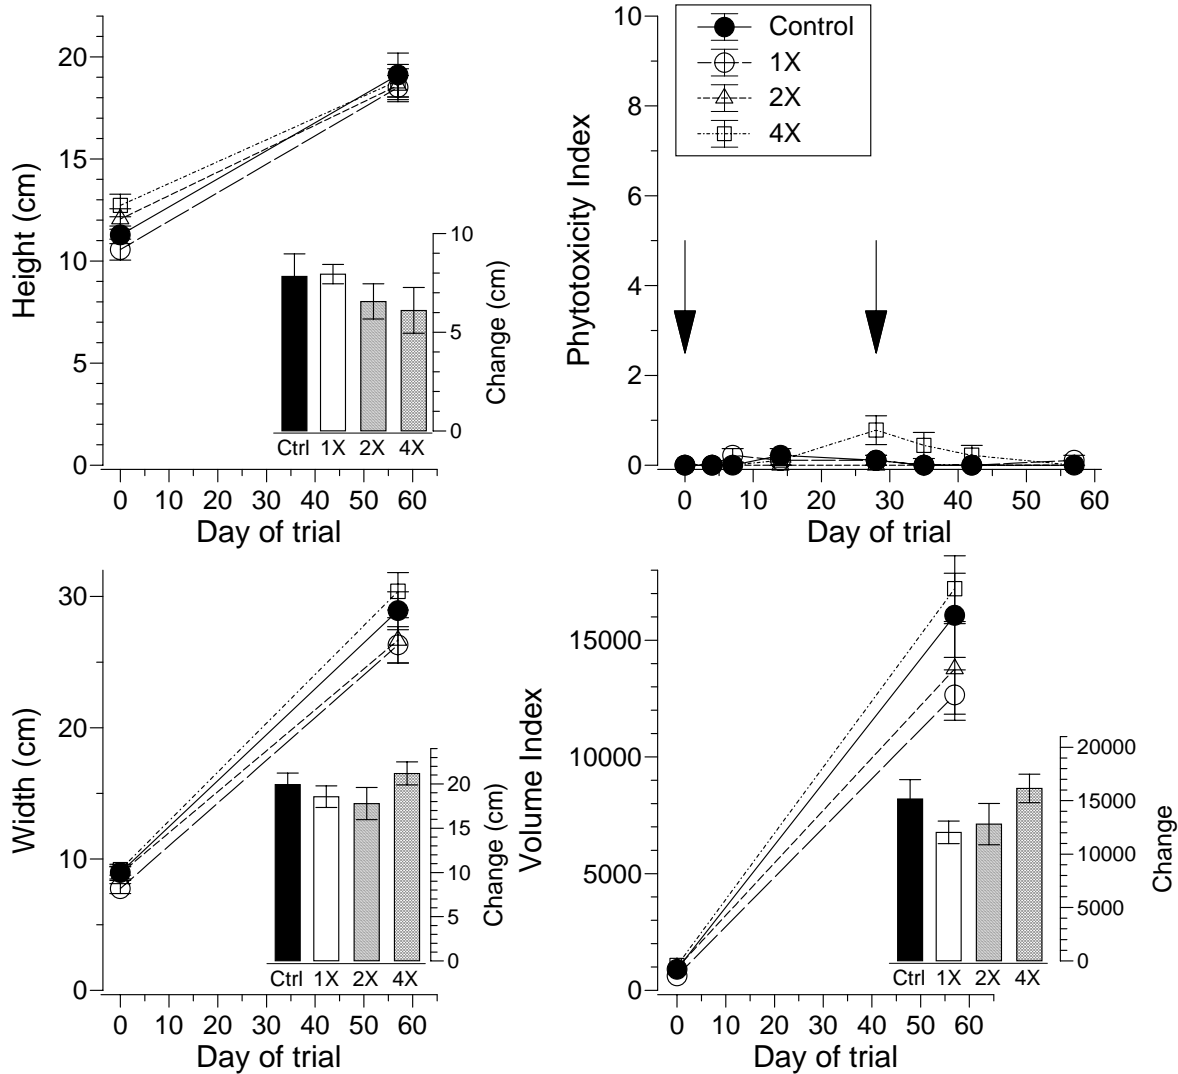 20
15
10
5
0
Height (cm)
0 10 20 30 40 50 60
Day of trial
10
5
0
Change (cm)
Ctrl 1X 2X 4X
10
8
6
4
2
0
Phytotoxicity Index
Control
1X
2X
4X
0 10 20 30 40 50 60
Day of trial
30
20
10
0
Width (cm)
0 10 20 30 40 50 60
Day of trial
20
15
10
5
0
Change (cm)
Ctrl 1X 2X 4X
15000
10000
5000
0
Volume Index
0 10 20 30 40 50 60
Day of trial
20000
15000
10000
5000
0
Change
Ctrl 1X 2X 4X